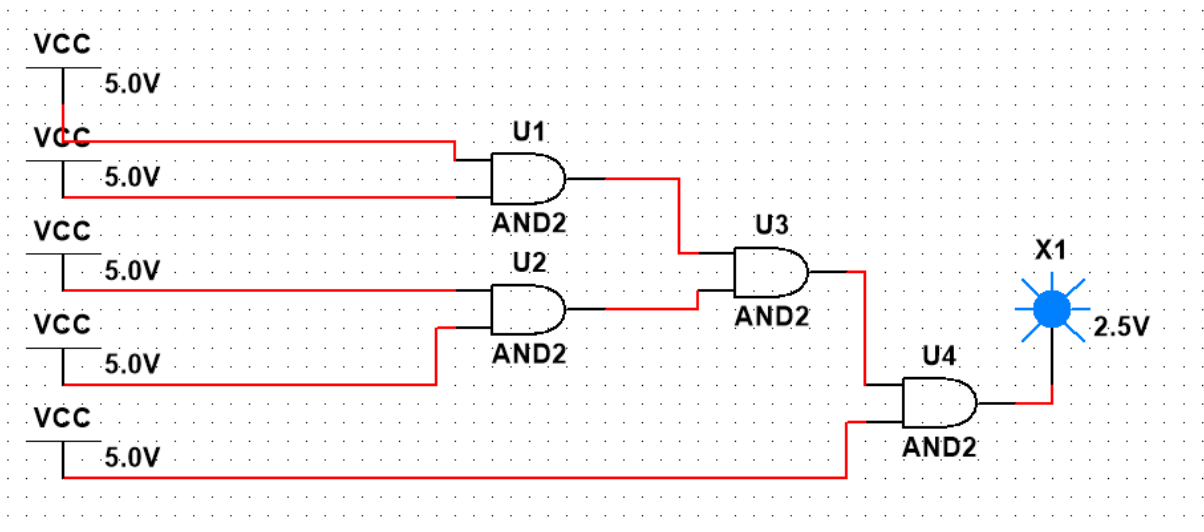 VCC
5.0V
VCC
5.0V
U1
AND2
VCC
5.0V
U2
AND2
U3
AND2
X1
2.5V
VCC
5.0V
U4
AND2
VCC
5.0V